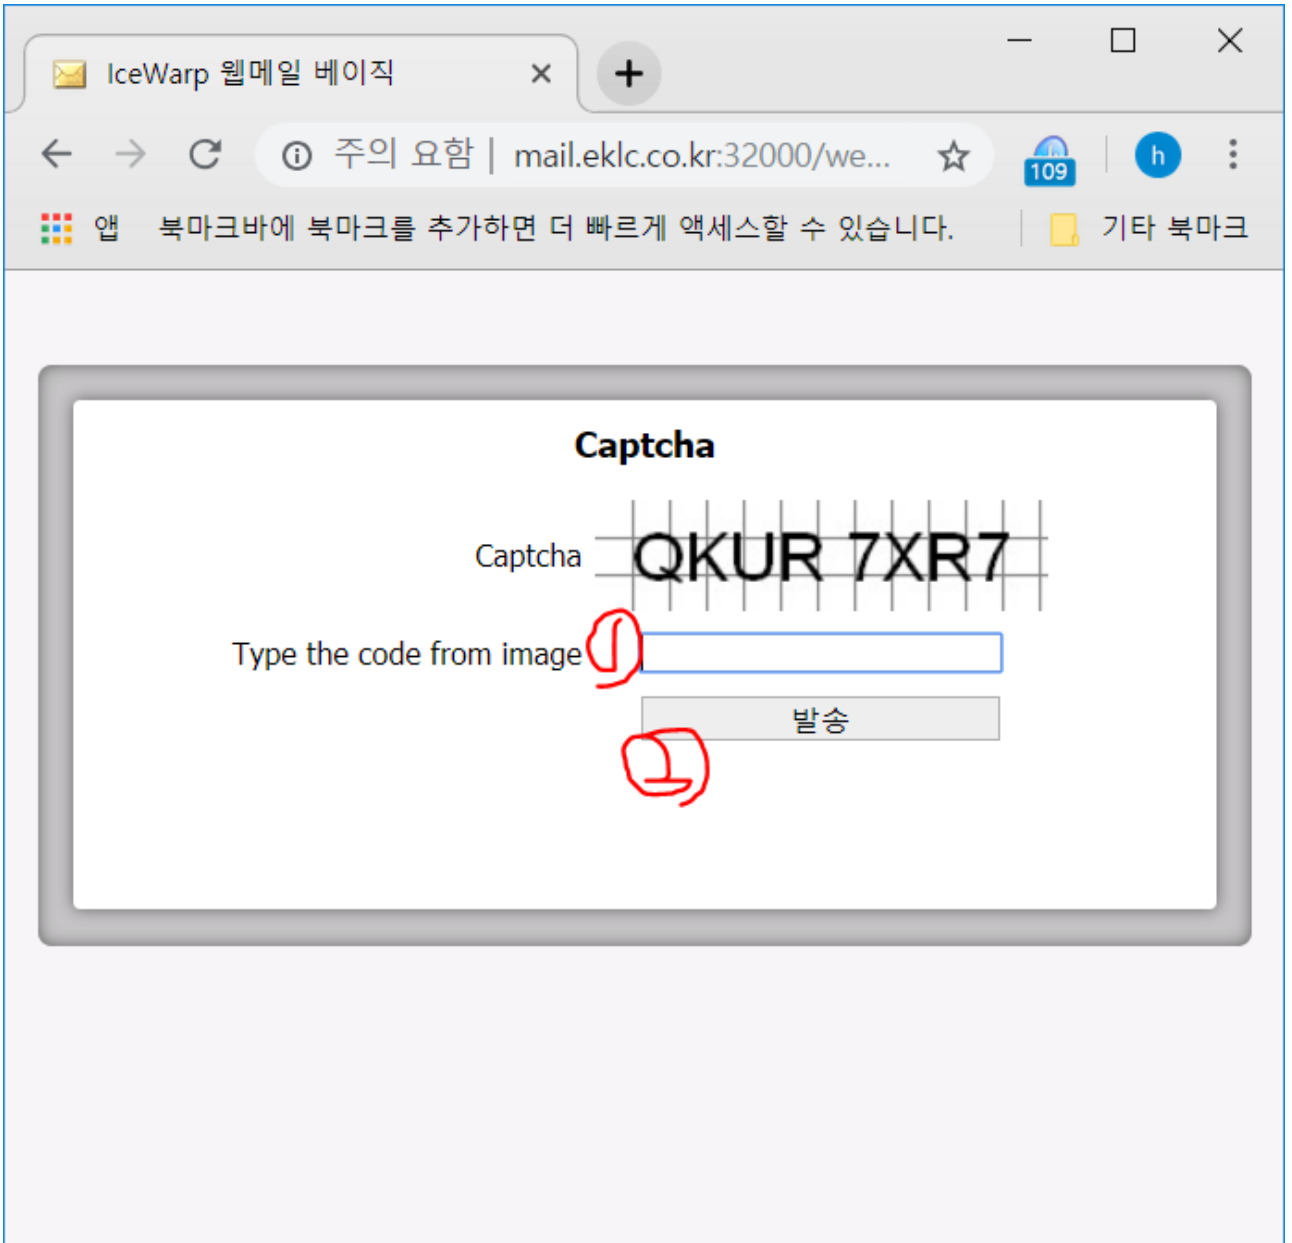 IceWarp 웹메일 베이직
주의 요함 | mail.eklc.co.kr:32000/we...
109
h
앱 북마크바에 북마크를 추가하면 더 빠르게 액세스할 수 있습니다. 기타 북마크
Captcha
Captcha QKUR 7XR7
Type the code from image 1
발송
2